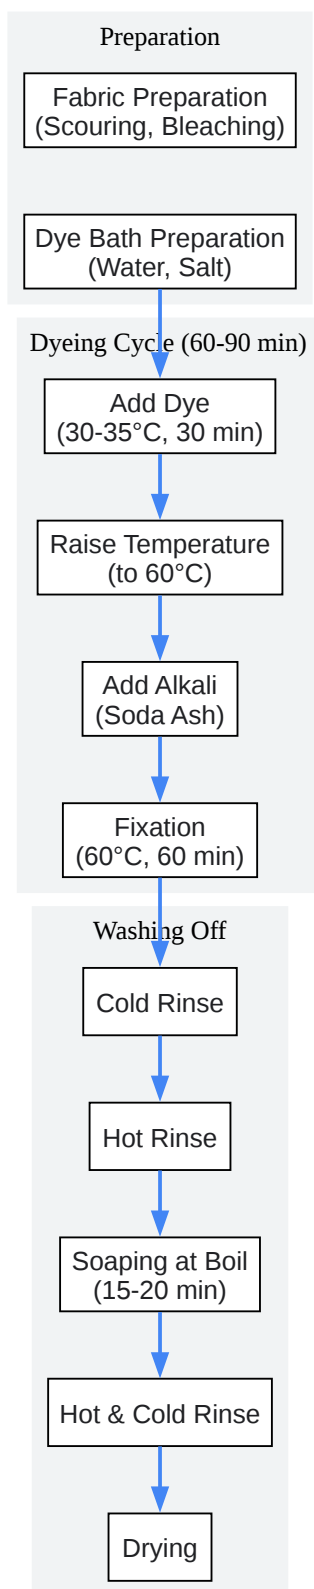 Preparation
Fabric Preparation
(Scouring, Bleaching)
Dye Bath Preparation
(Water, Salt)
Dyeing Cycle (60-90 min)
Add Dye
(30-35°C, 30 min)
Raise Temperature
(to 60°C)
Add Alkali
(Soda Ash)
Fixation
(60°C, 60 min)
Washing Off
Cold Rinse
Hot Rinse
Soaping at Boil
(15-20 min)
Hot & Cold Rinse
Drying